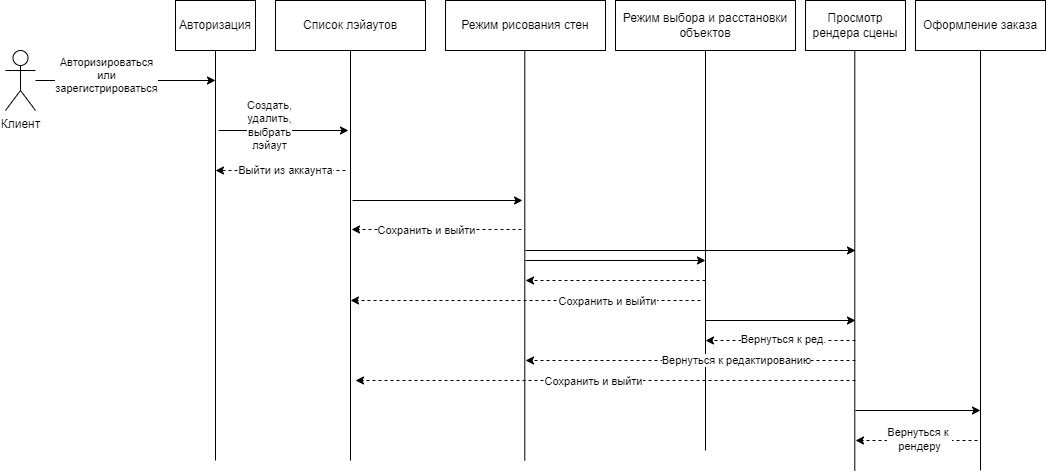 Авторизация
Список лэйаутов
Режим рисования стен
Режим выбора и расстановки
объектов
Просмотр
рендера сцены
Оформление заказа
Авторизироваться
или
зарегистрироваться
Клиент
Создать,
удалить,
выбрать
лэйаут
Выйти из аккаунта
Сохранить и выйти
Сохранить и выйти
Вернуться к ред.
Вернуться к редактированию
Сохранить и выйти
Вернуться к
рендеру